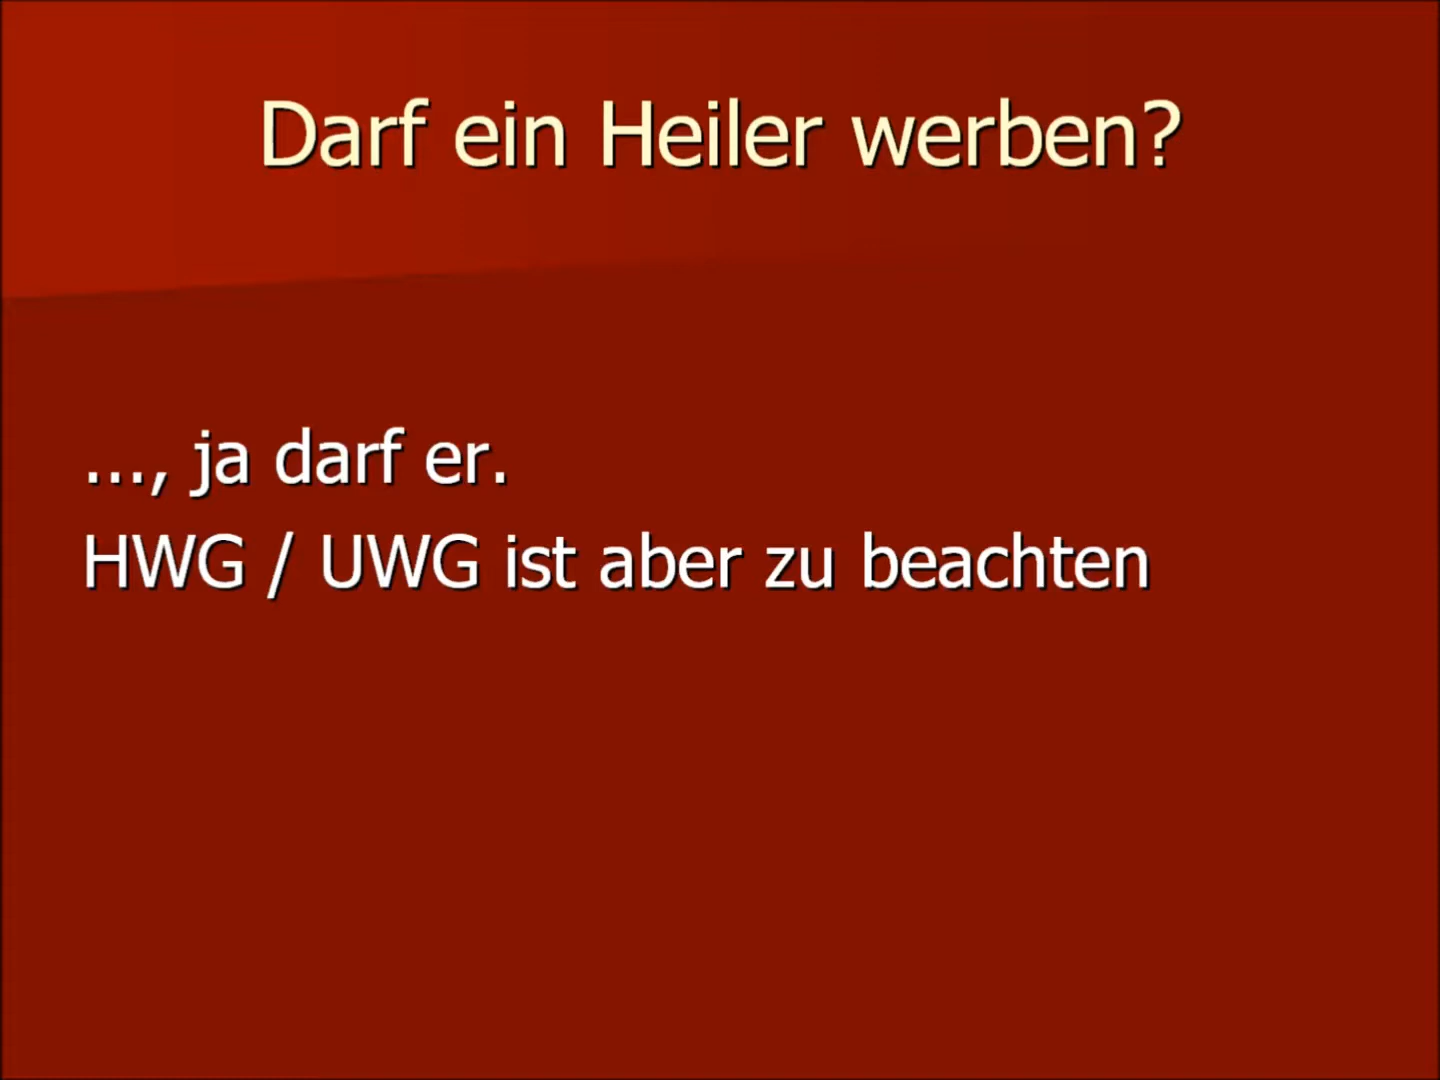 Darf ein Heiler werben?
..., ja darf er.
HWG / UWG ist aber zu beachten